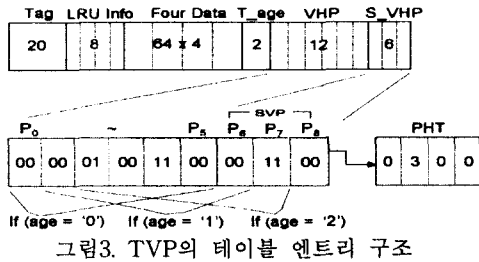 Tag LRU Info Four Data T_age VHP S_VHP
20 8 64 x 4 2 12 6
SVP
P0 ~ P5 P6 P7 P8 PHT
00 00 01 00 11 00 00 11 00 0 3 0 0
If (age = '0') If (age = '1') If (age = '2')
그림3. TVP의 테이블 엔트리 구조